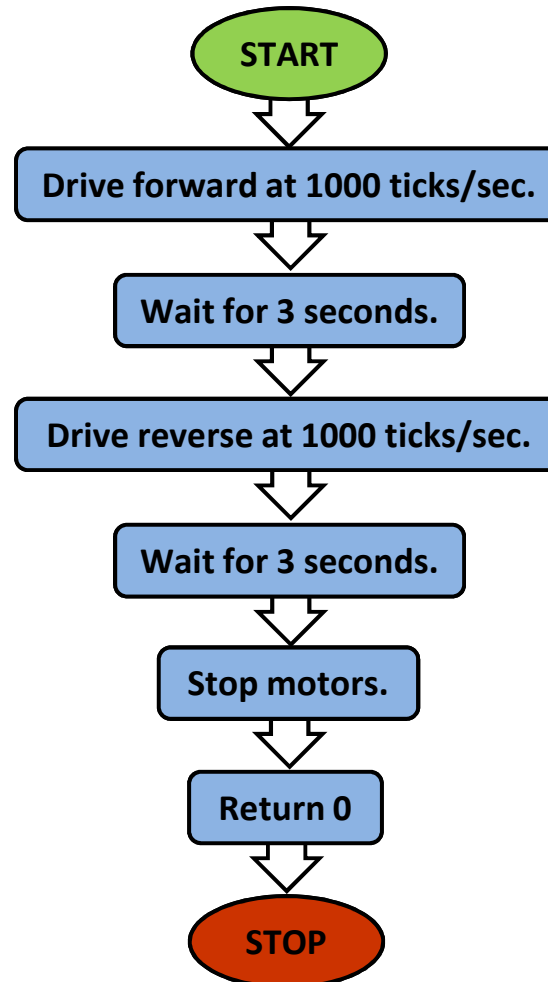 START
Drive forward at 1000 ticks/sec.
Wait for 3 seconds.
Drive reverse at 1000 ticks/sec.
Wait for 3 seconds.
Stop motors.
Return 0
STOP